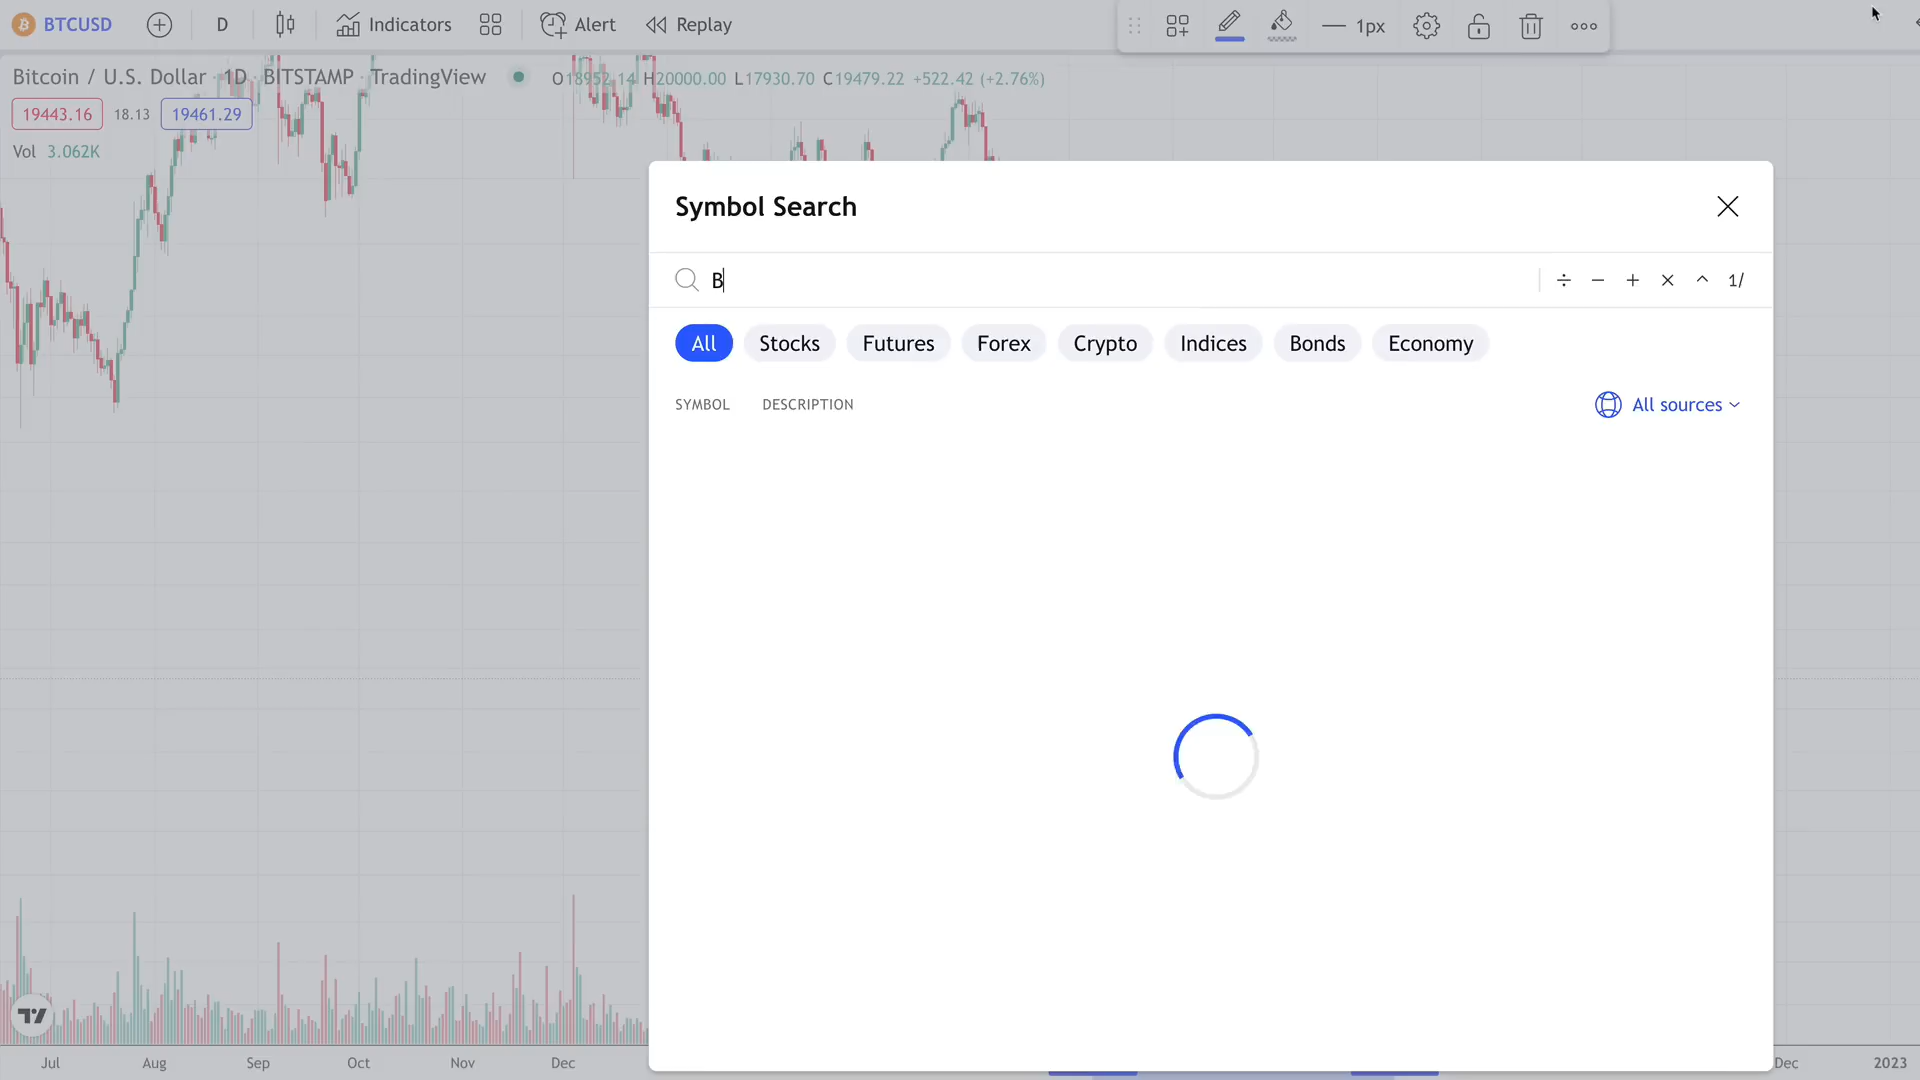 BTCUSD D Indicators Alert Replay 1px
Bitcoin / U.S. Dollar · 1D · BITSTAMP · TradingView O18952.14 H20000.00 L17930.70 C19479.22 +522.42 (+2.76%)
19443.16 18.13 19461.29
Vol 3.062K
Symbol Search
B ÷ − + × ^ 1/
All Stocks Futures Forex Crypto Indices Bonds Economy
SYMBOL DESCRIPTION All sources
Jul Aug Sep Oct Nov Dec Dec 2023